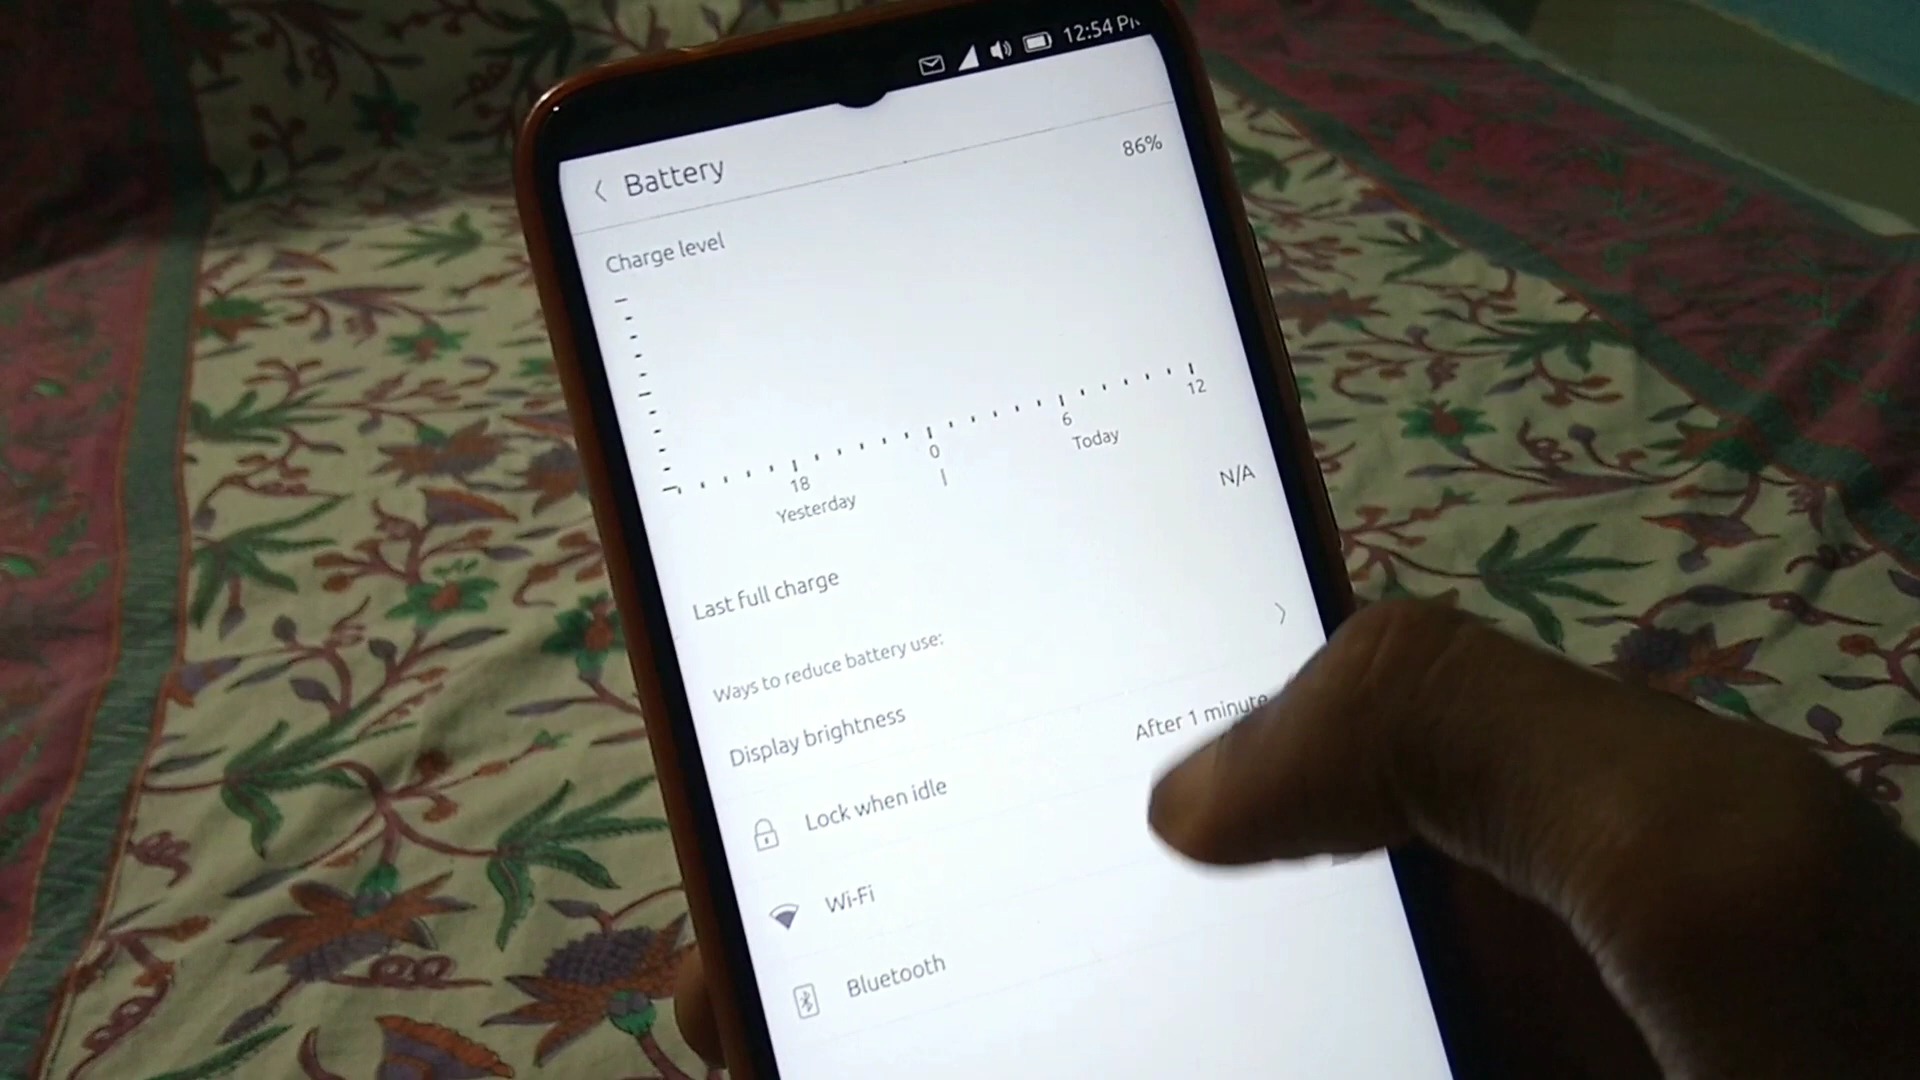 12:54 PM
Battery
86%
Charge level
18
0
6
12
Yesterday
|
Today
N/A
Last full charge
Ways to reduce battery use:
Display brightness
After 1 minute
Lock when idle
Wi-Fi
Bluetooth